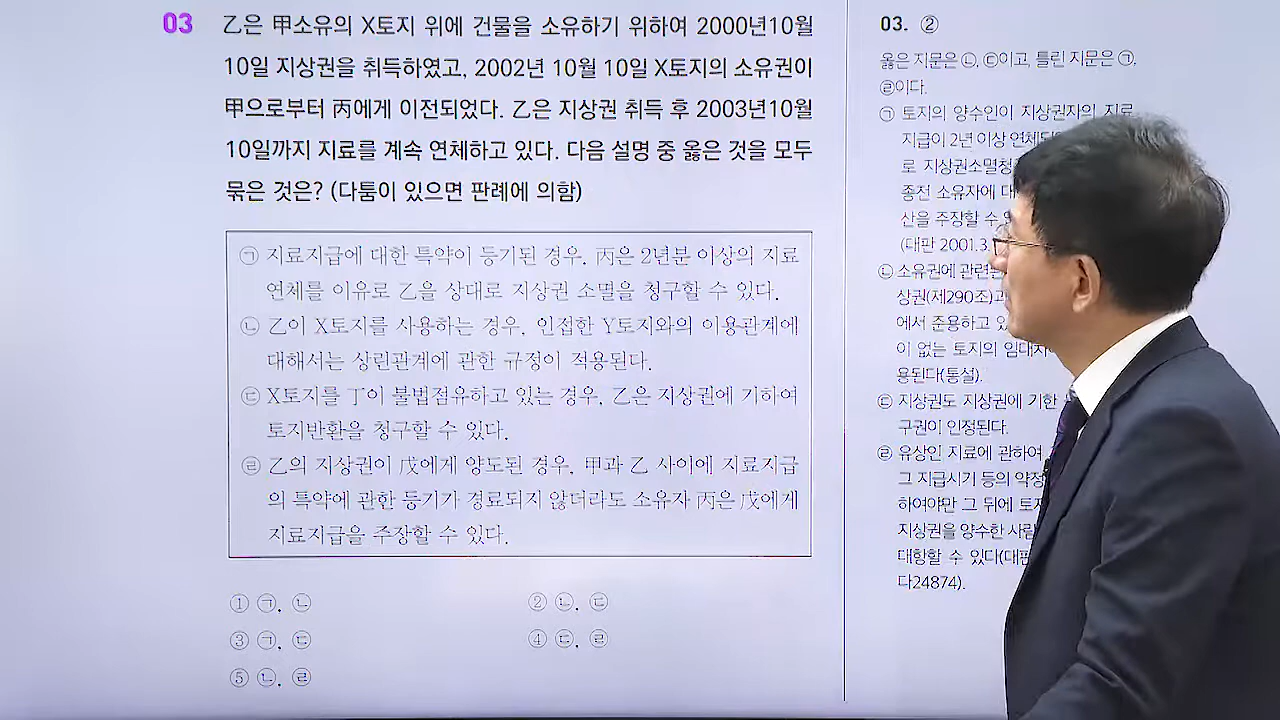 03 乙은 甲소유의 X토지 위에 건물을 소유하기 위하여 2000년10월
10일 지상권을 취득하였고, 2002년 10월 10일 X토지의 소유권이
甲으로부터 丙에게 이전되었다. 乙은 지상권 취득 후 2003년10월
10일까지 지료를 계속 연체하고 있다. 다음 설명 중 옳은 것을 모두
묶은 것은? (다툼이 있으면 판례에 의함)
㉠ 지료지급에 대한 특약이 등기된 경우, 丙은 2년분 이상의 지료
연체를 이유로 乙을 상대로 지상권 소멸을 청구할 수 있다.
㉡ 乙이 X토지를 사용하는 경우, 인접한 Y토지와의 이용관계에
대해서는 상린관계에 관한 규정이 적용된다.
㉢ X토지를 丁이 불법점유하고 있는 경우, 乙은 지상권에 기하여
토지반환을 청구할 수 있다.
㉣ 乙의 지상권이 戊에게 양도된 경우, 甲과 乙 사이에 지료지급
의 특약에 관한 등기가 경료되지 않더라도 소유자 丙은 戊에게
지료지급을 주장할 수 있다.
① ㉠, ㉡
② ㉡, ㉢
③ ㉠, ㉢
④ ㉢, ㉣
⑤ ㉡, ㉣
03. ②
옳은 지문은 ㉡, ㉢이고, 틀린 지문은 ㉠,
㉣이다.
㉠ 토지의 양수인이 지상권자의 지료
지급이 2년 이상
로
종전 소유자에
산을 주장할 수
(대판 2001.3
㉡ 소유권에
상권(제290조)
에서 준용하고
이 없는 토지의
용된다(통설).
㉢ 지상권도 지상권에 기한
구권이 인정된다.
㉣ 유상인 지료에 관하여
그 지급시기 등의
하여야만 그 뒤에
지상권을 양수한
대항할 수 있다(대판
다24874).